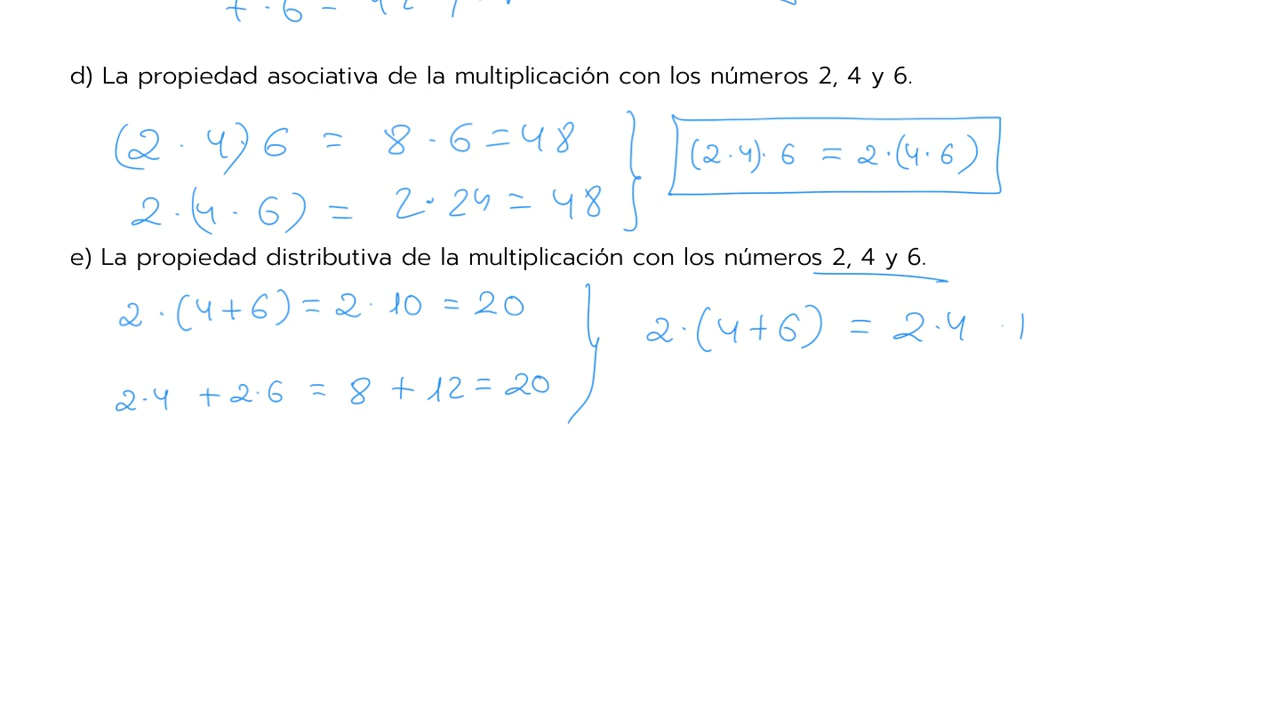 d) La propiedad asociativa de la multiplicación con los números 2, 4 y 6.
(2 · 4) 6 = 8 · 6 = 48
2 · (4 · 6) = 2 · 24 = 48
(2 · 4) · 6 = 2 · (4 · 6)
e) La propiedad distributiva de la multiplicación con los números 2, 4 y 6.
2 · (4 + 6) = 2 · 10 = 20
2 · 4 + 2 · 6 = 8 + 12 = 20
2 · (4 + 6) = 2 · 4